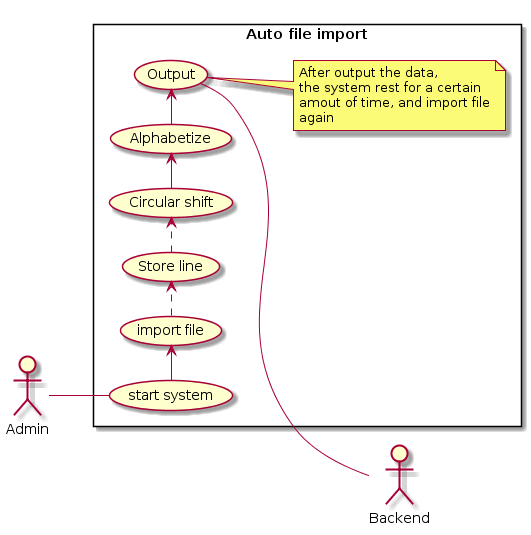 Auto file import
Output
After output the data,
the system rest for a certain
amout of time, and import file
again
Alphabetize
Circular shift
Store line
import file
start system
Admin
Backend